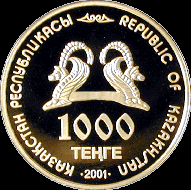 ҚАЗАҚСТАН РЕСПУБЛИКАСЫ
REPUBLIC OF KAZAKHSTAN
1000
ТЕҢГЕ
·2001·